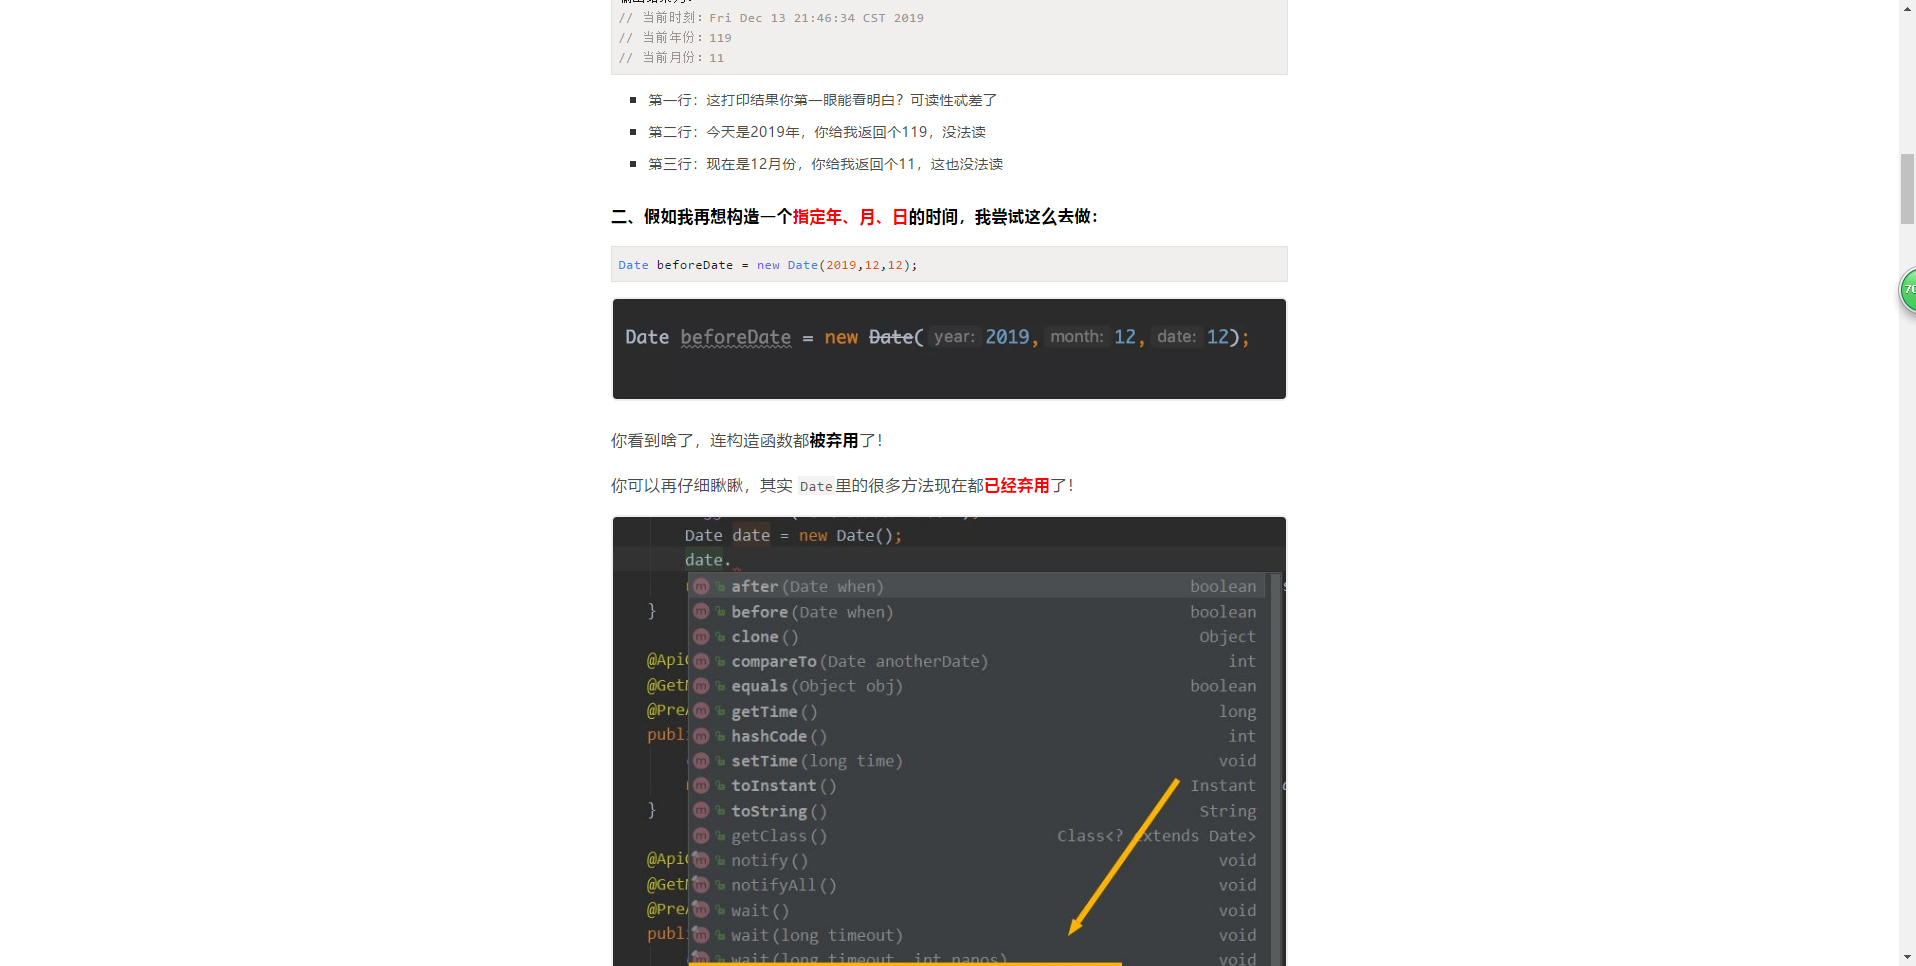 // 当前时刻：Fri Dec 13 21:46:34 CST 2019
// 当前年份：119
// 当前月份：11
第一行：这打印结果你第一眼能看明白？可读性忒差了
第二行：今天是2019年，你给我返回个119，没法读
第三行：现在是12月份，你给我返回个11，这也没法读
二、假如我再想构造一个指定年、月、日的时间，我尝试这么去做：
Date beforeDate = new Date(2019,12,12);
Date beforeDate = new Date( year: 2019, month: 12, date: 12);
你看到啥了，连构造函数都被弃用了！
你可以再仔细瞅瞅，其实 Date里的很多方法现在都已经弃用了！
Date date = new Date();
date.
after(Date when) boolean
} before(Date when) boolean
clone() Object
@Api compareTo(Date anotherDate) int
@Get equals(Object obj) boolean
@Pre getTime() long
publ hashCode() int
setTime(long time) void
toInstant() Instant
} toString() String
getClass() Class<? extends Date>
@Api notify() void
@Get notifyAll() void
@Pre wait() void
publ wait(long timeout) void
wait(long timeout, int nanos) void
70